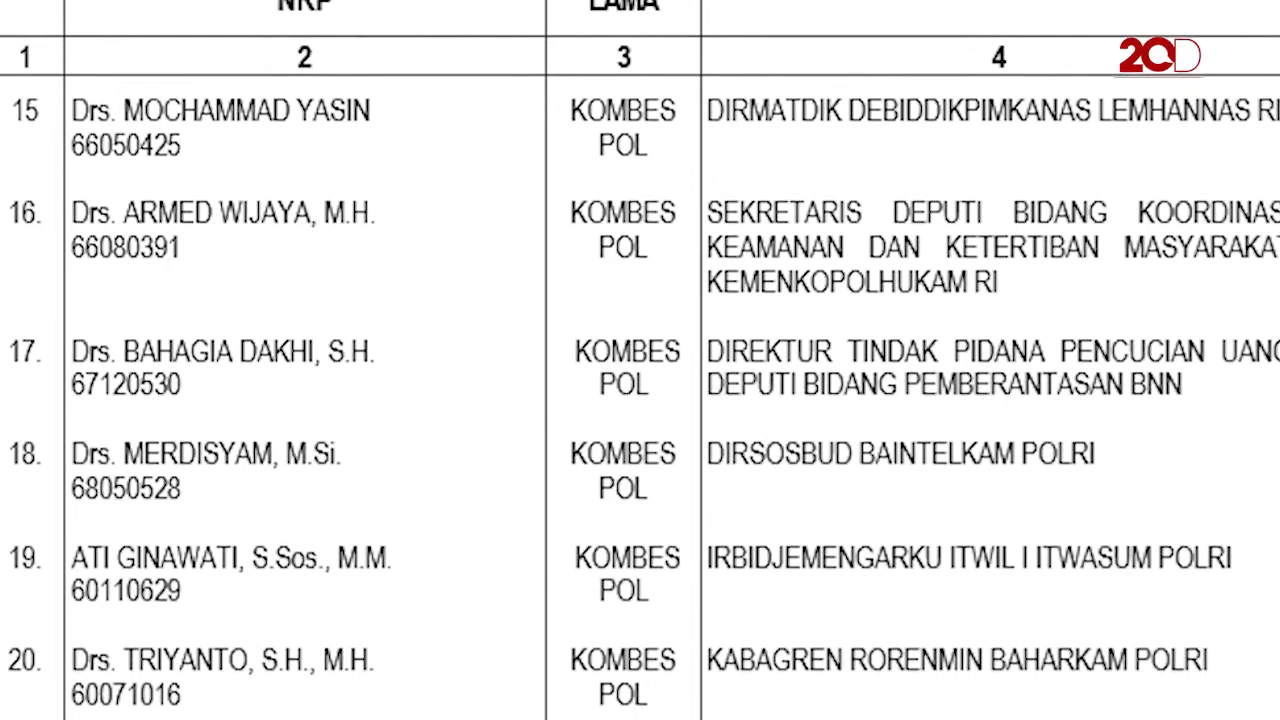 NRP LAMA
1 2 3 4
20D
15 Drs. MOCHAMMAD YASIN KOMBES DIRMATDIK DEBIDDIKPIMKANAS LEMHANNAS RI
66050425 POL
16. Drs. ARMED WIJAYA, M.H. KOMBES SEKRETARIS DEPUTI BIDANG KOORDINAS
66080391 POL KEAMANAN DAN KETERTIBAN MASYARAKAT
KEMENKOPOLHUKAM RI
17. Drs. BAHAGIA DAKHI, S.H. KOMBES DIREKTUR TINDAK PIDANA PENCUCIAN UANG
67120530 POL DEPUTI BIDANG PEMBERANTASAN BNN
18. Drs. MERDISYAM, M.Si. KOMBES DIRSOSBUD BAINTELKAM POLRI
68050528 POL
19. ATI GINAWATI, S.Sos., M.M. KOMBES IRBIDJEMENGARKU ITWIL I ITWASUM POLRI
60110629 POL
20. Drs. TRIYANTO, S.H., M.H. KOMBES KABAGREN RORENMIN BAHARKAM POLRI
60071016 POL